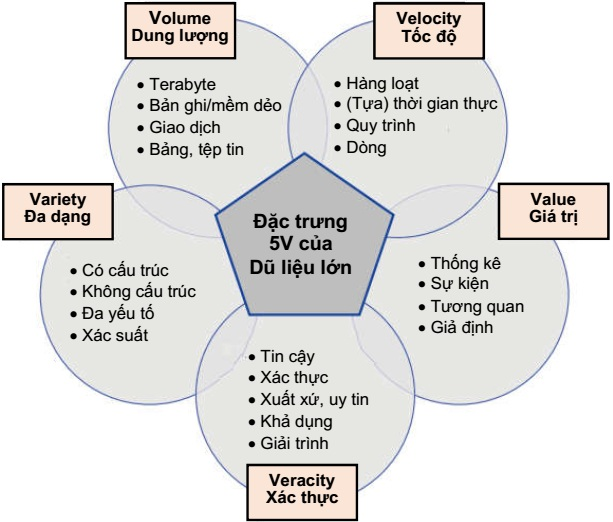 Volume
Dung lượng
• Terabyte
• Bản ghi/mềm dẻo
• Giao dịch
• Bảng, tệp tin
Velocity
Tốc độ
• Hàng loạt
• (Tựa) thời gian thực
• Quy trình
• Dòng
Variety
Đa dạng
• Có cấu trúc
• Không cấu trúc
• Đa yếu tố
• Xác suất
Đặc trưng
5V của
Dũ liệu lớn
Value
Giá trị
• Thống kê
• Sự kiện
• Tương quan
• Giả định
• Tin cậy
• Xác thực
• Xuất xứ, uy tin
• Khả dụng
• Giải trình
Veracity
Xác thực